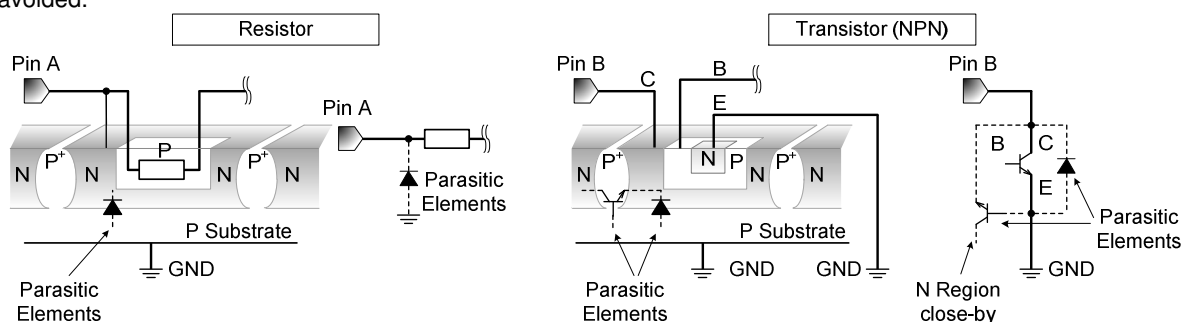 avoided.
Resistor
Transistor (NPN)
Pin A
Pin A
P
N P+ N N P+ N
Parasitic
Elements
P Substrate
GND
Parasitic
Elements
Pin B
C
B
E
N P+ N P N P+ N
P Substrate
GND
GND
Parasitic
Elements
Pin B
B
C
E
Parasitic
Elements
GND
N Region
close-by